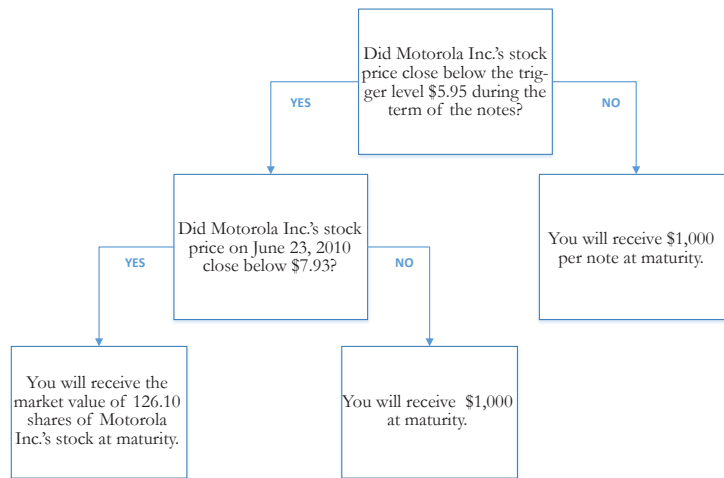 Did Motorola Inc.'s stock
price close below the trig-
ger level $5.95 during the
term of the notes?
YES
NO
Did Motorola Inc.'s stock
price on June 23, 2010
close below $7.93?
You will receive $1,000
per note at maturity.
YES
NO
You will receive the
market value of 126.10
shares of Motorola
Inc.'s stock at maturity.
You will receive $1,000
at maturity.